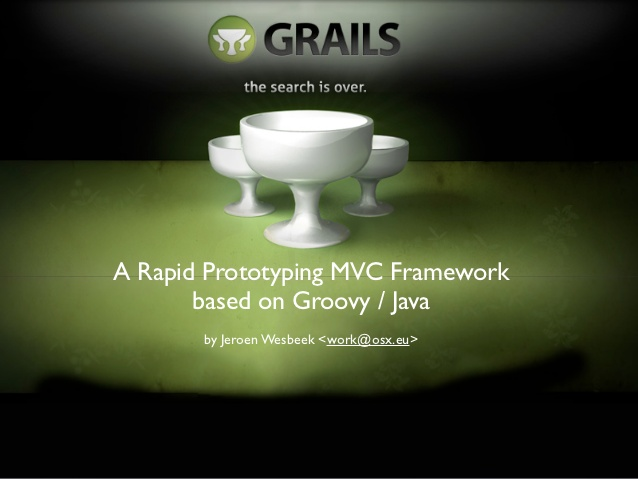 GRAILS
the search is over.
A Rapid Prototyping MVC Framework
based on Groovy / Java
by Jeroen Wesbeek <work@osx.eu>